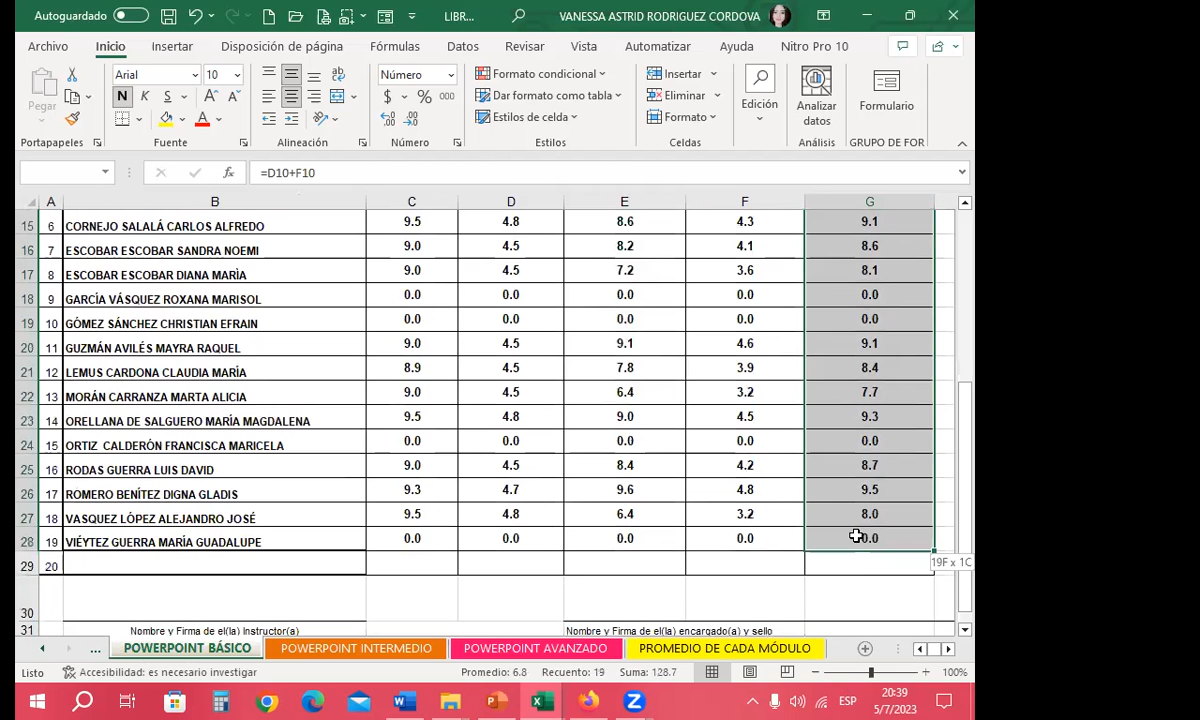 Autoguardado LIBR... VANESSA ASTRID RODRIGUEZ CORDOVA
Archivo Inicio Insertar Disposición de página Fórmulas Datos Revisar Vista Automatizar Ayuda Nitro Pro 10
Pegar
Portapapeles
Arial 10
N K S
Fuente
Alineación
Número
$ % 000
Número
Formato condicional
Dar formato como tabla
Estilos de celda
Estilos
Insertar
Eliminar
Formato
Celdas
Edición
Analizar datos
Análisis
Formulario
GRUPO DE FOR
fx =D10+F10
A B C D E F G
15 6 CORNEJO SALALÁ CARLOS ALFREDO 9.5 4.8 8.6 4.3 9.1
16 7 ESCOBAR ESCOBAR SANDRA NOEMI 9.0 4.5 8.2 4.1 8.6
17 8 ESCOBAR ESCOBAR DIANA MARÌA 9.0 4.5 7.2 3.6 8.1
18 9 GARCÍA VÁSQUEZ ROXANA MARISOL 0.0 0.0 0.0 0.0 0.0
19 10 GÓMEZ SÁNCHEZ CHRISTIAN EFRAIN 0.0 0.0 0.0 0.0 0.0
20 11 GUZMÁN AVILÉS MAYRA RAQUEL 9.0 4.5 9.1 4.6 9.1
21 12 LEMUS CARDONA CLAUDIA MARÍA 8.9 4.5 7.8 3.9 8.4
22 13 MORÁN CARRANZA MARTA ALICIA 9.0 4.5 6.4 3.2 7.7
23 14 ORELLANA DE SALGUERO MARÍA MAGDALENA 9.5 4.8 9.0 4.5 9.3
24 15 ORTIZ CALDERÓN FRANCISCA MARICELA 0.0 0.0 0.0 0.0 0.0
25 16 RODAS GUERRA LUIS DAVID 9.0 4.5 8.4 4.2 8.7
26 17 ROMERO BENÍTEZ DIGNA GLADIS 9.3 4.7 9.6 4.8 9.5
27 18 VASQUEZ LÓPEZ ALEJANDRO JOSÉ 9.5 4.8 6.4 3.2 8.0
28 19 VIÉYTEZ GUERRA MARÍA GUADALUPE 0.0 0.0 0.0 0.0 0.0
29 20
19F x 1C
30
31 Nombre y Firma de el(la) Instructor(a) Nombre y Firma de el(la) encargado(a) y sello
... POWERPOINT BÁSICO POWERPOINT INTERMEDIO POWERPOINT AVANZADO PROMEDIO DE CADA MÓDULO
Listo Accesibilidad: es necesario investigar Promedio: 6.8 Recuento: 19 Suma: 128.7 100%
ESP 20:39
5/7/2023